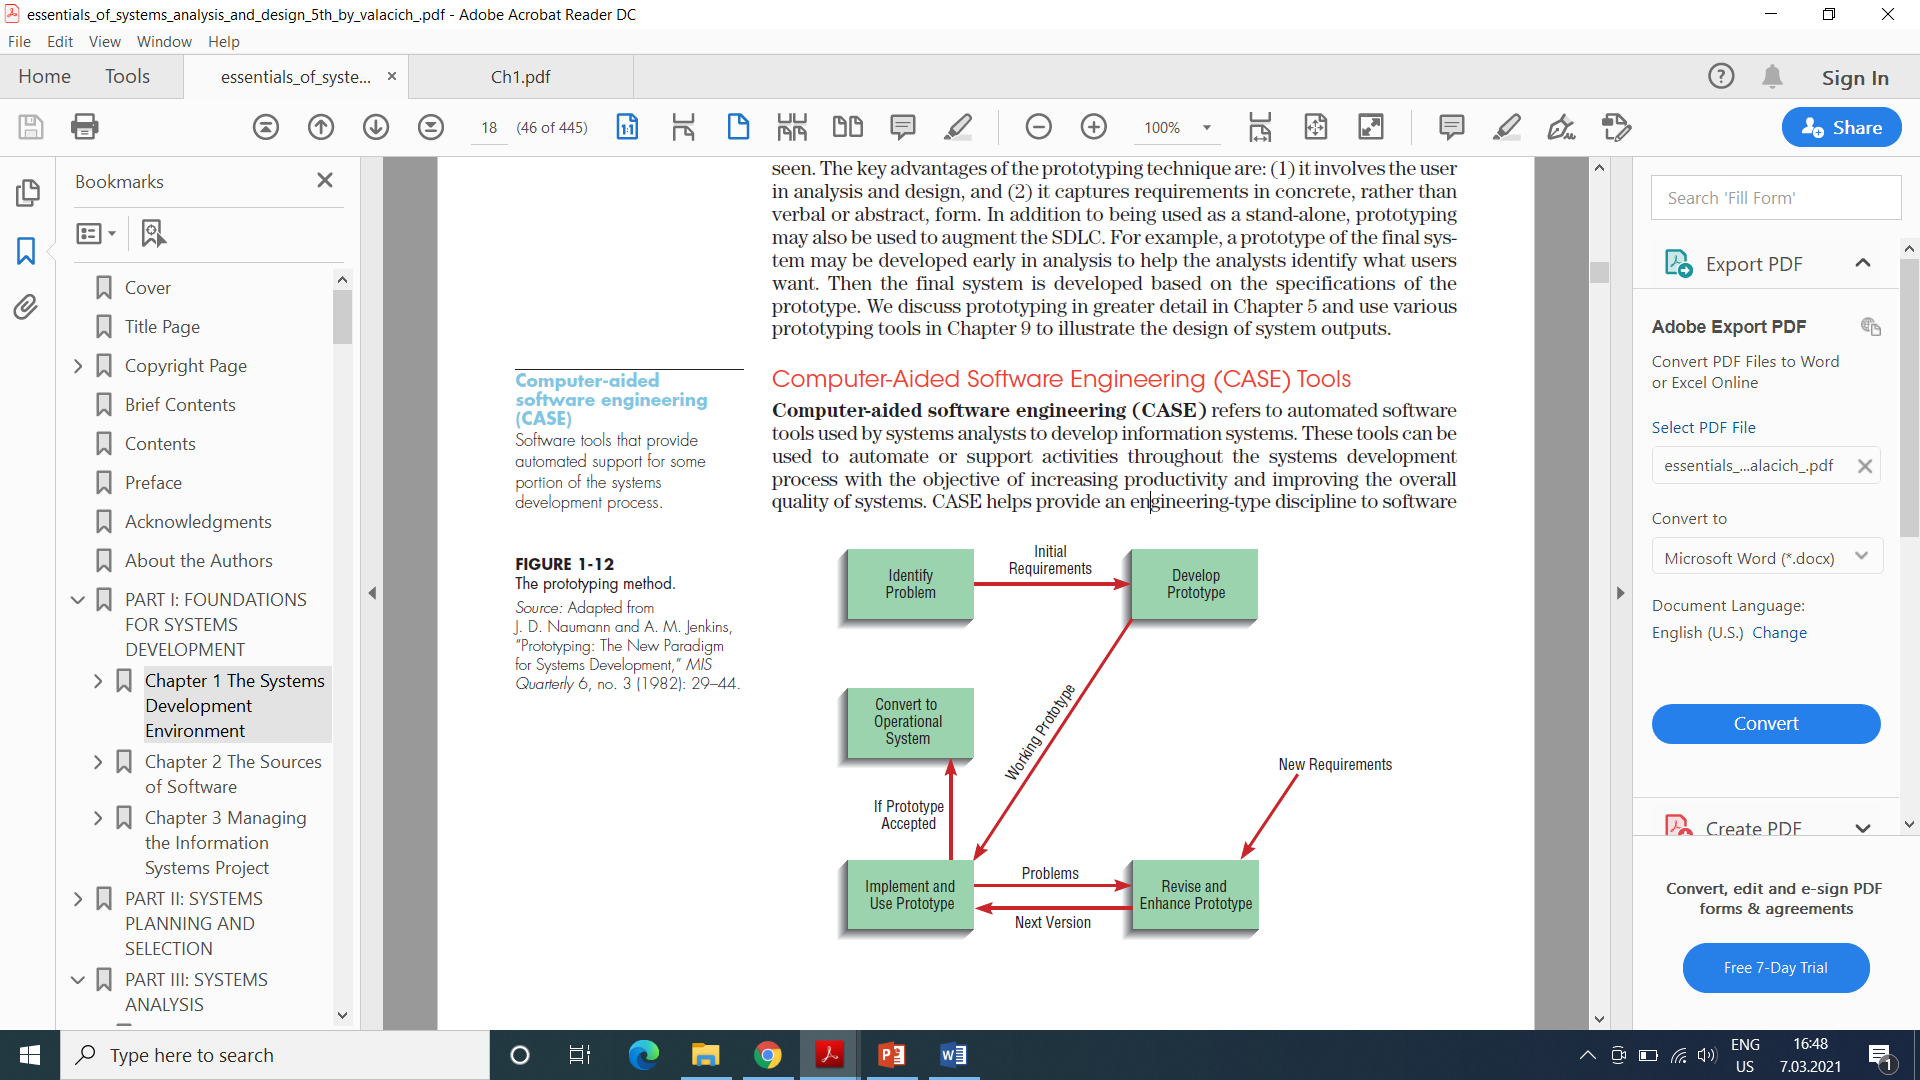 essentials_of_systems_analysis_and_design_5th_by_valacich_.pdf - Adobe Acrobat Reader DC
File Edit View Window Help
Home Tools essentials_of_syste... Ch1.pdf Sign In
18 (46 of 445) 100% Share
Bookmarks
Cover
Title Page
Copyright Page
Brief Contents
Contents
Preface
Acknowledgments
About the Authors
PART I: FOUNDATIONS
FOR SYSTEMS
DEVELOPMENT
Chapter 1 The Systems
Development
Environment
Chapter 2 The Sources
of Software
Chapter 3 Managing
the Information
Systems Project
PART II: SYSTEMS
PLANNING AND
SELECTION
PART III: SYSTEMS
ANALYSIS
seen. The key advantages of the prototyping technique are: (1) it involves the user
in analysis and design, and (2) it captures requirements in concrete, rather than
verbal or abstract, form. In addition to being used as a stand-alone, prototyping
may also be used to augment the SDLC. For example, a prototype of the final sys-
tem may be developed early in analysis to help the analysts identify what users
want. Then the final system is developed based on the specifications of the
prototype. We discuss prototyping in greater detail in Chapter 5 and use various
prototyping tools in Chapter 9 to illustrate the design of system outputs.
Computer-aided
software engineering
(CASE)
Software tools that provide
automated support for some
portion of the systems
development process.
Computer-Aided Software Engineering (CASE) Tools
Computer-aided software engineering (CASE) refers to automated software
tools used by systems analysts to develop information systems. These tools can be
used to automate or support activities throughout the systems development
process with the objective of increasing productivity and improving the overall
quality of systems. CASE helps provide an engineering-type discipline to software
FIGURE 1-12
The prototyping method.
Source: Adapted from
J. D. Naumann and A. M. Jenkins,
“Prototyping: The New Paradigm
for Systems Development,” MIS
Quarterly 6, no. 3 (1982): 29–44.
Identify
Problem
Initial
Requirements
Develop
Prototype
Convert to
Operational
System
Working Prototype
New Requirements
If Prototype
Accepted
Implement and
Use Prototype
Problems
Next Version
Revise and
Enhance Prototype
Search 'Fill Form'
Export PDF
Adobe Export PDF
Convert PDF Files to Word
or Excel Online
Select PDF File
essentials_...alacich_.pdf
Convert to
Microsoft Word (*.docx)
Document Language:
English (U.S.) Change
Convert
Create PDF
Convert, edit and e-sign PDF
forms & agreements
Free 7-Day Trial
Type here to search
ENG
US
16:48
7.03.2021
1